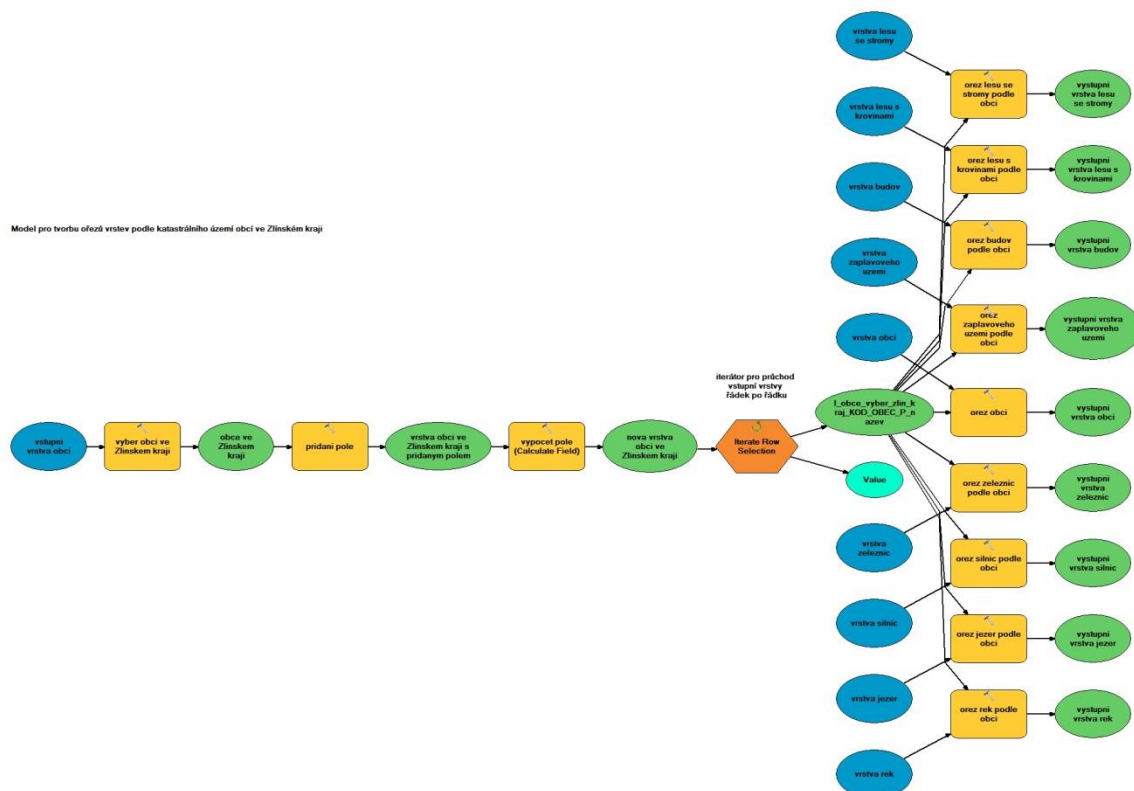 vrstva lesu
se stromy
orez lesu se
stromy podle
obci
vystupni
vrstva lesu
se stromy
vrstva lesu s
krovinami
orez lesu s
krovinami podle
obci
vystupni
vrstva lesu s
krovinami
vrstva budov
orez budov
podle obci
vystupni
vrstva budov
Model pro tvorbu ořezů vrstev podle katastrálního území obcí ve Zlínském kraji
vrstva
zaplavoveho
uzemi
orez
zaplavoveho
uzemi podle
obci
vystupni vrstva
zaplavoveho
uzemi
vrstva obci
iterátor pro průchod
vstupní vrstvy
řádek po řádku
l_obce_vyber_zlin_k
raj_KOD_OBEC_P_n
azev
orez obci
vystupni
vrstva obci
vstupni
vrstva obci
vyber obci ve
Zlinskem kraji
obce ve
Zlinskem
kraji
pridani pole
vrstva obci ve
Zlinskem kraji s
pridanym polem
vypocet pole
(Calculate Field)
nova vrstva
obci ve
Zlinskem kraji
Iterate Row
Selection
Value
orez zeleznic
podle obci
vystupni
vrstva
zeleznic
vrstva
zeleznic
orez silnic podle
obci
vystupni
vrstva silnic
vrstva silnic
orez jezer podle
obci
vystupni
vrstva jezer
vrstva jezer
orez rek podle
obci
vystupni
vrstva rek
vrstva rek